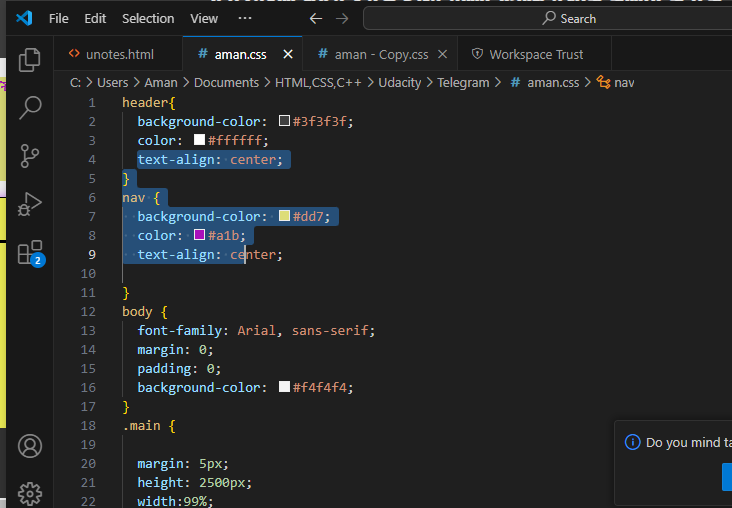 File Edit Selection View ··· Search
unotes.html # aman.css # aman - Copy.css Workspace Trust
C: > Users > Aman > Documents > HTML,CSS,C++ > Udacity > Telegram > # aman.css > nav
1 header{
2 background-color: #3f3f3f;
3 color: #ffffff;
4 text-align: center;
5 }
6 nav {
7 background-color: #dd7;
8 color: #a1b;
9 text-align: center;
10
11 }
12 body {
13 font-family: Arial, sans-serif;
14 margin: 0;
15 padding: 0;
16 background-color: #f4f4f4;
17 }
18 .main {
19
20 margin: 5px;
21 height: 2500px;
22 width:99%;
2
Do you mind